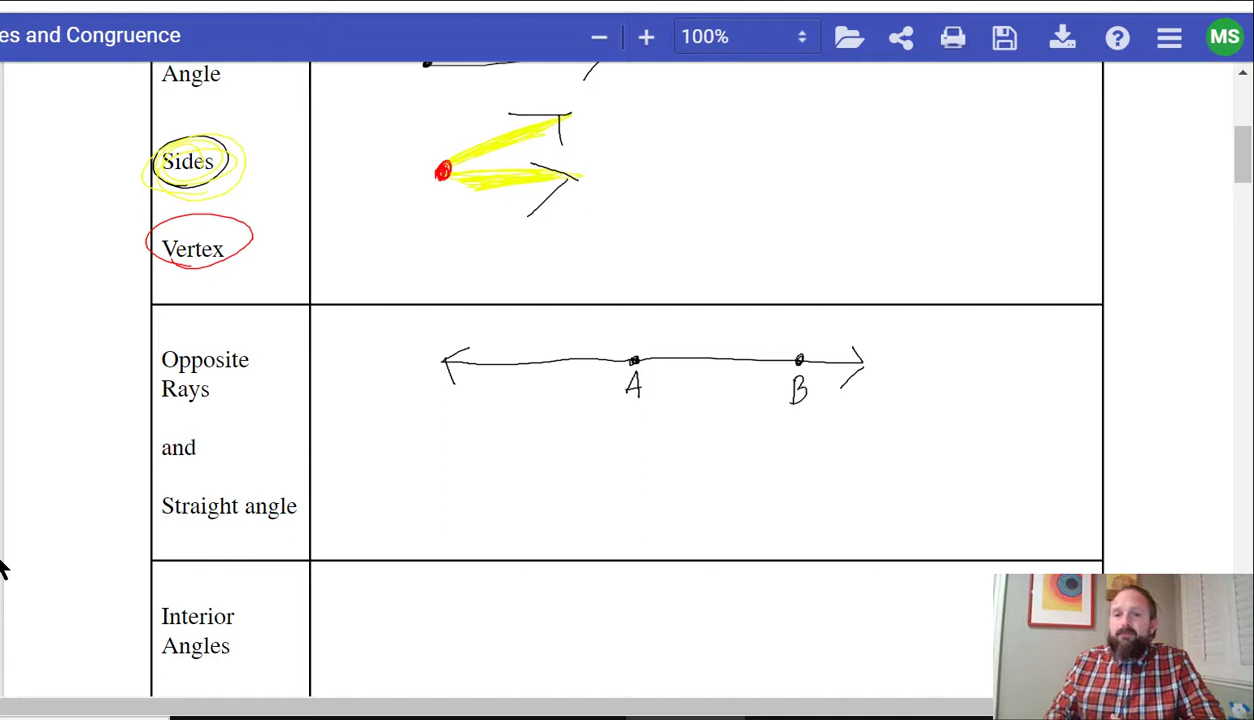 es and Congruence
100%
MS
Angle
Sides
Vertex
Opposite
Rays
and
Straight angle
A
B
Interior
Angles